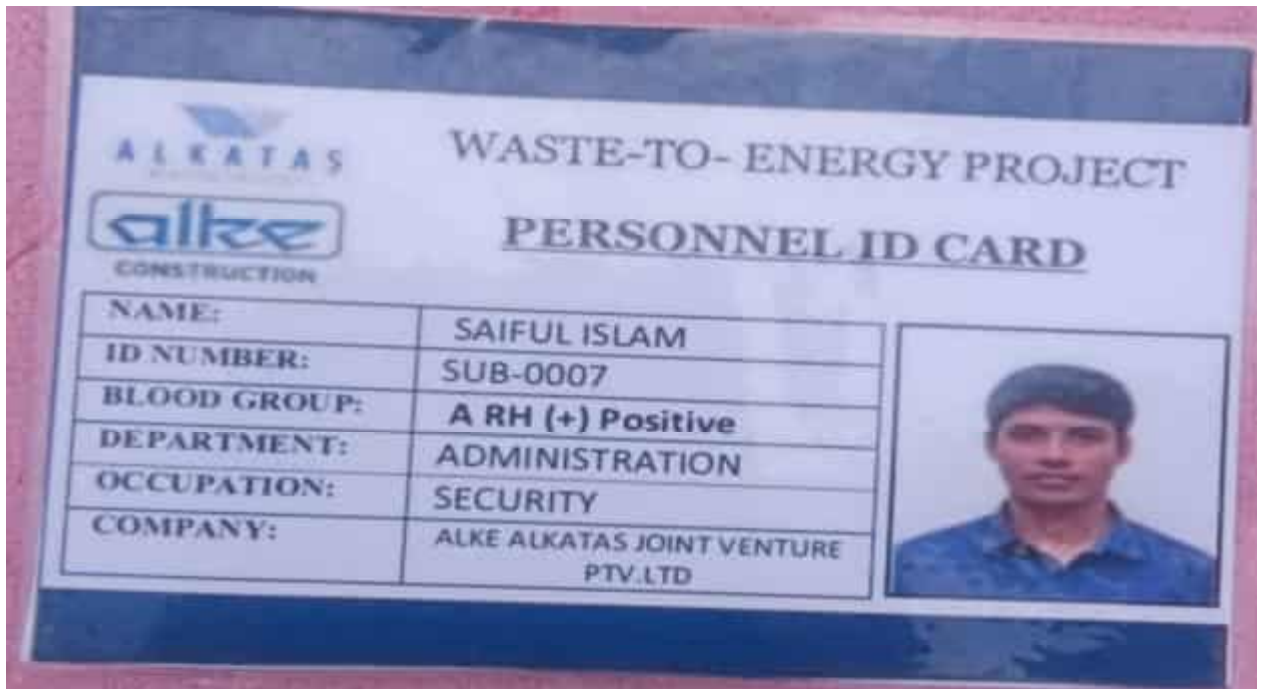 ALKATAS
WASTE-TO- ENERGY PROJECT
alke
CONSTRUCTION
PERSONNEL ID CARD
NAME: SAIFUL ISLAM
ID NUMBER: SUB-0007
BLOOD GROUP: A RH (+) Positive
DEPARTMENT: ADMINISTRATION
OCCUPATION: SECURITY
COMPANY: ALKE ALKATAS JOINT VENTURE
PTV.LTD